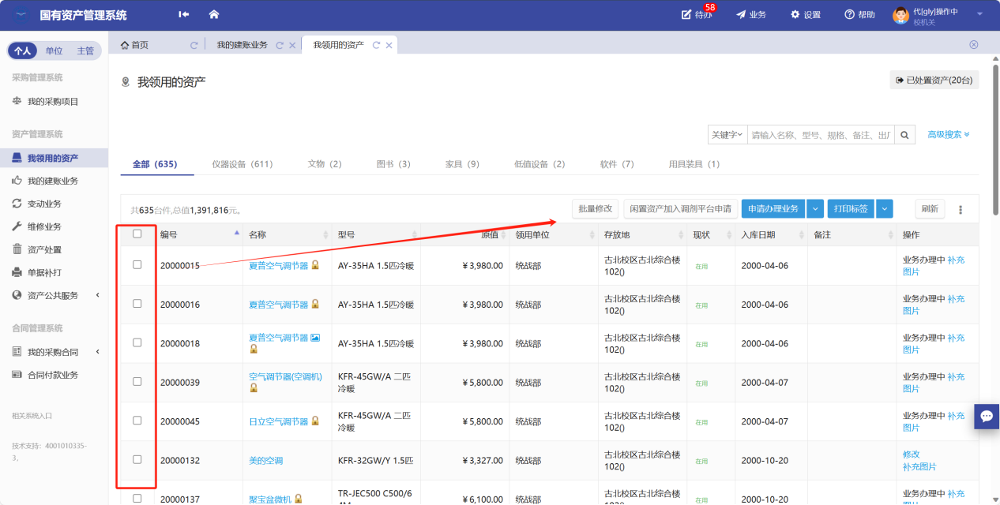 国有资产管理系统
待办
58
业务
设置
帮助
代[gly]操作中
校机关
个人
单位
主管
首页
我的建账业务
我领用的资产
采购管理系统
我的采购项目
资产管理系统
我领用的资产
我的建账业务
变动业务
维修业务
资产处置
单据补打
资产公共服务
合同管理系统
我的采购合同
合同付款业务
相关系统入口
技术支持：4001010335-
3,
我领用的资产
已处置资产(20台)
关键字
请输入名称、型号、规格、备注、出厂
高级搜索
全部（635）
仪器设备（611）
文物（2）
图书（3）
家具（9）
低值设备（2）
软件（7）
用具装具（1）
共635台件,总值1,391,816元。
批量修改
闲置资产加入调剂平台申请
申请办理业务
打印标签
刷新
编号
名称
型号
原值
领用单位
存放地
现状
入库日期
备注
操作
20000015
夏普空气调节器
AY-35HA 1.5匹冷暖
¥3,980.00
统战部
古北校区古北综合楼
102()
在用
2000-04-06
业务办理中 补充
图片
20000016
夏普空气调节器
AY-35HA 1.5匹冷暖
¥3,980.00
统战部
古北校区古北综合楼
102()
在用
2000-04-06
业务办理中 补充
图片
20000018
夏普空气调节器
AY-35HA 1.5匹冷暖
¥3,980.00
统战部
古北校区古北综合楼
102()
在用
2000-04-06
业务办理中 补充
图片
20000039
空气调节器(空调机)
KFR-45GW/A 二匹
冷暖
¥5,800.00
统战部
古北校区古北综合楼
102()
在用
2000-04-07
业务办理中 补充
图片
20000045
日立空气调节器
KFR-45GW/A 二匹
冷暖
¥5,800.00
统战部
古北校区古北综合楼
102()
在用
2000-04-07
业务办理中 补充
图片
20000132
美的空调
KFR-32GW/Y 1.5匹
¥3,327.00
统战部
古北校区古北综合楼
102()
在用
2000-10-20
修改
补充图片
20000137
聚宝盆微机
TR-JEC500 C500/6
4M
¥6,100.00
统战部
古北校区古北综合楼
102()
在用
2000-10-20
业务办理中 补充
图片